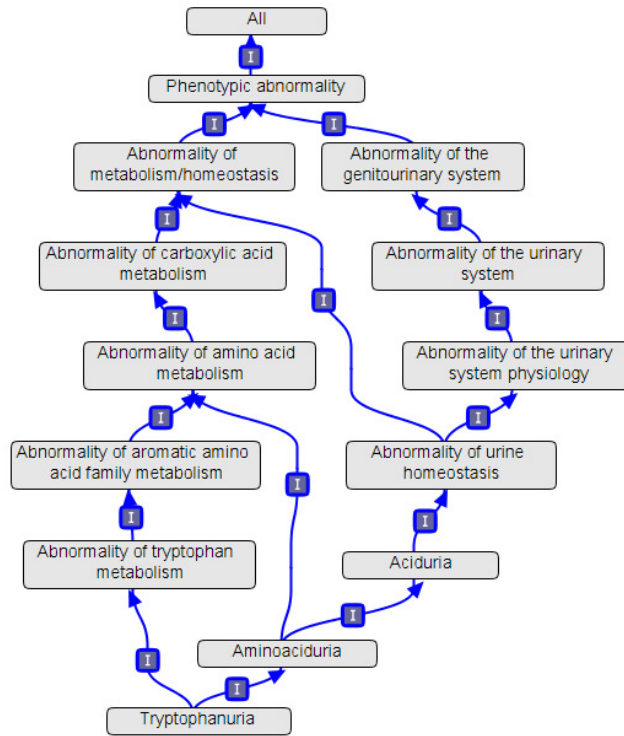 All
I
Phenotypic abnormality
I
I
Abnormality of
metabolism/homeostasis
Abnormality of the
genitourinary system
I
I
Abnormality of carboxylic acid
metabolism
Abnormality of the urinary
system
I
I
I
Abnormality of amino acid
metabolism
Abnormality of the urinary
system physiology
I
I
Abnormality of aromatic amino
acid family metabolism
Abnormality of urine
homeostasis
I
I
I
Abnormality of tryptophan
metabolism
Aciduria
I
Aminoaciduria
I
I
Tryptophanuria